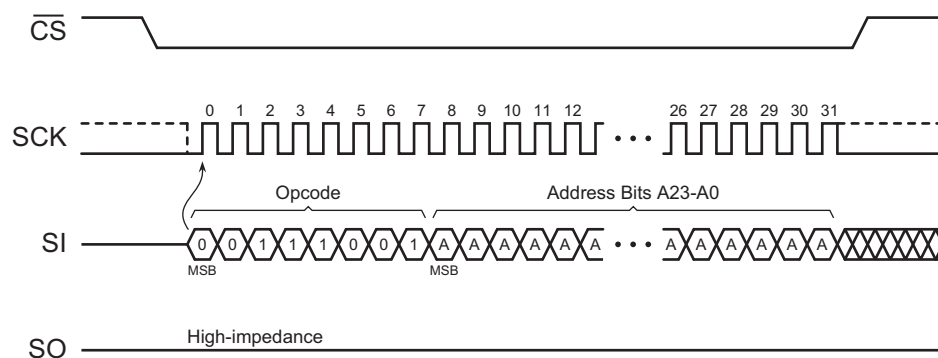 CS
0 1 2 3 4 5 6 7 8 9 10 11 12 26 27 28 29 30 31
SCK
Opcode Address Bits A23-A0
SI 0 0 1 1 1 0 0 1 A A A A A A A A A A A A
MSB MSB
High-impedance
SO